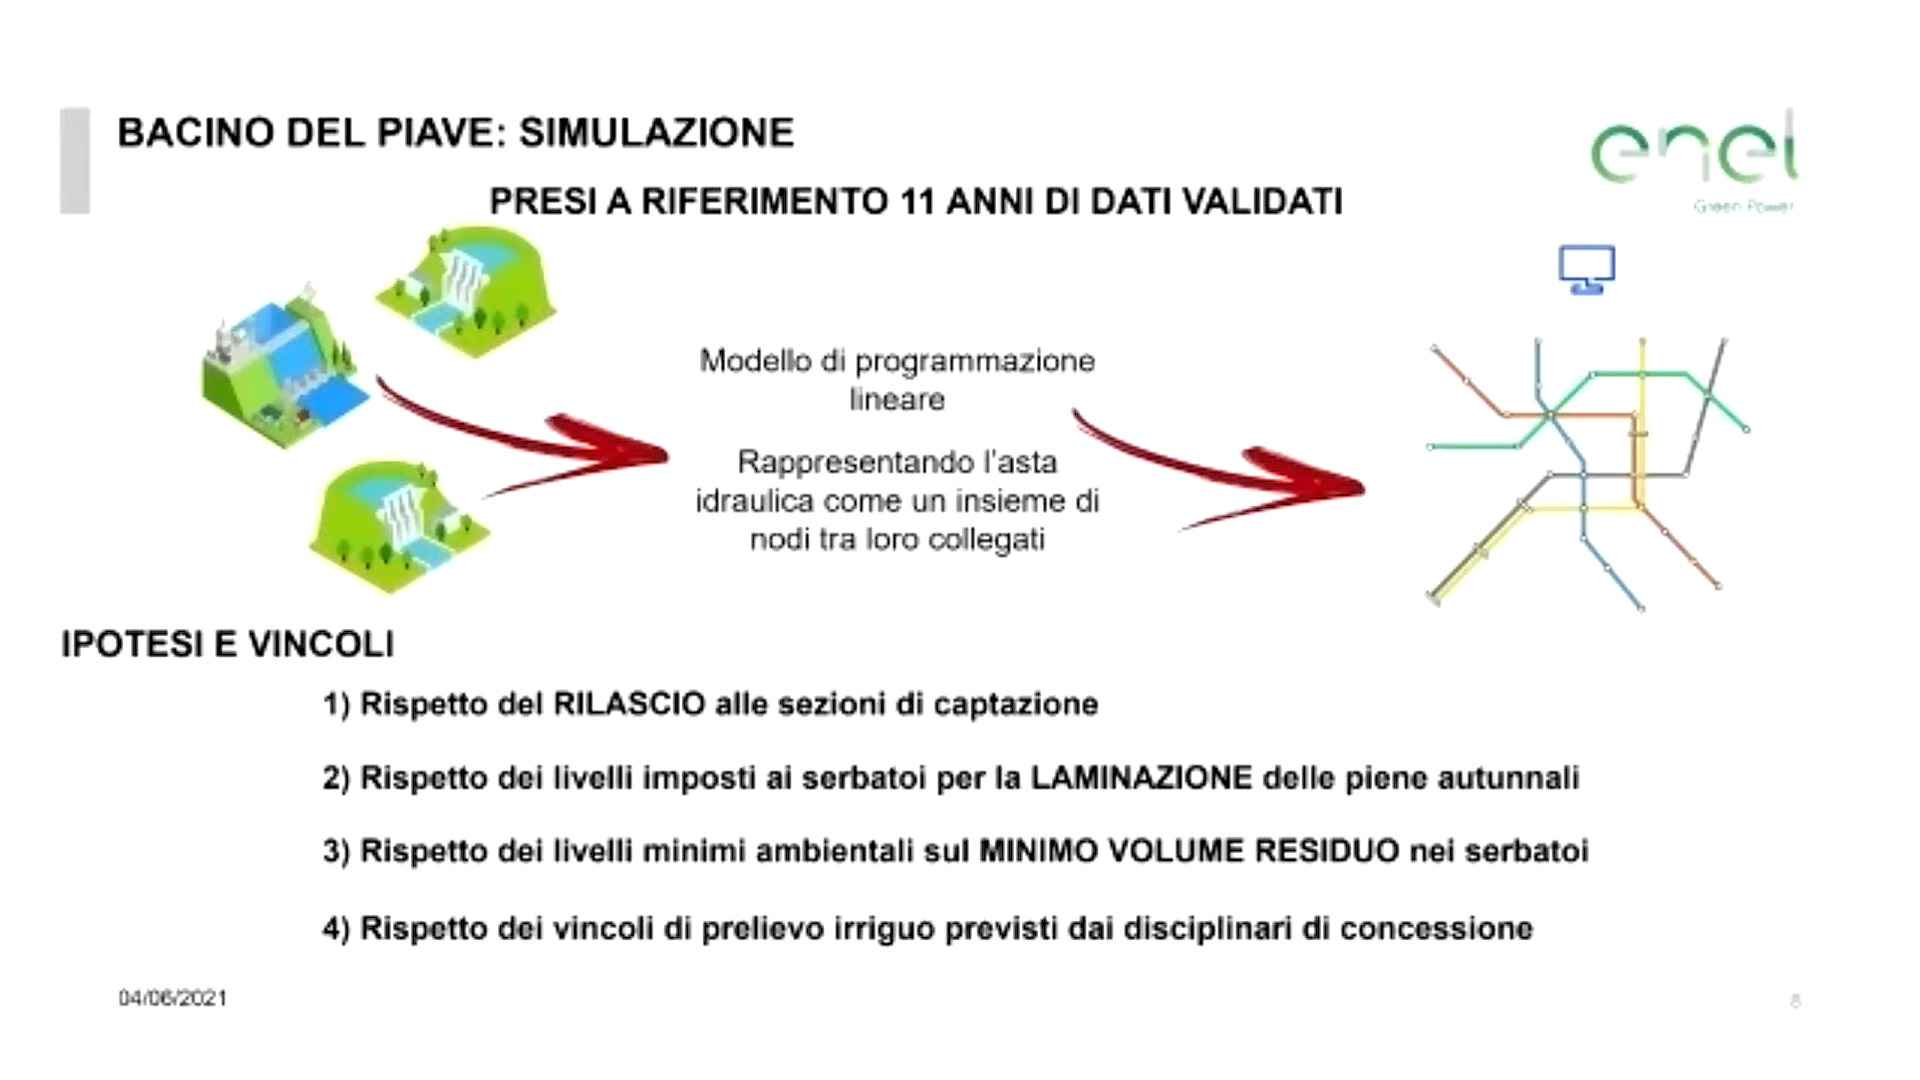 BACINO DEL PIAVE: SIMULAZIONE
enel
Green Power
PRESI A RIFERIMENTO 11 ANNI DI DATI VALIDATI
Modello di programmazione
lineare
Rappresentando l'asta
idraulica come un insieme di
nodi tra loro collegati
IPOTESI E VINCOLI
1) Rispetto del RILASCIO alle sezioni di captazione
2) Rispetto dei livelli imposti ai serbatoi per la LAMINAZIONE delle piene autunnali
3) Rispetto dei livelli minimi ambientali sul MINIMO VOLUME RESIDUO nei serbatoi
4) Rispetto dei vincoli di prelievo irriguo previsti dai disciplinari di concessione
04/06/2021
8